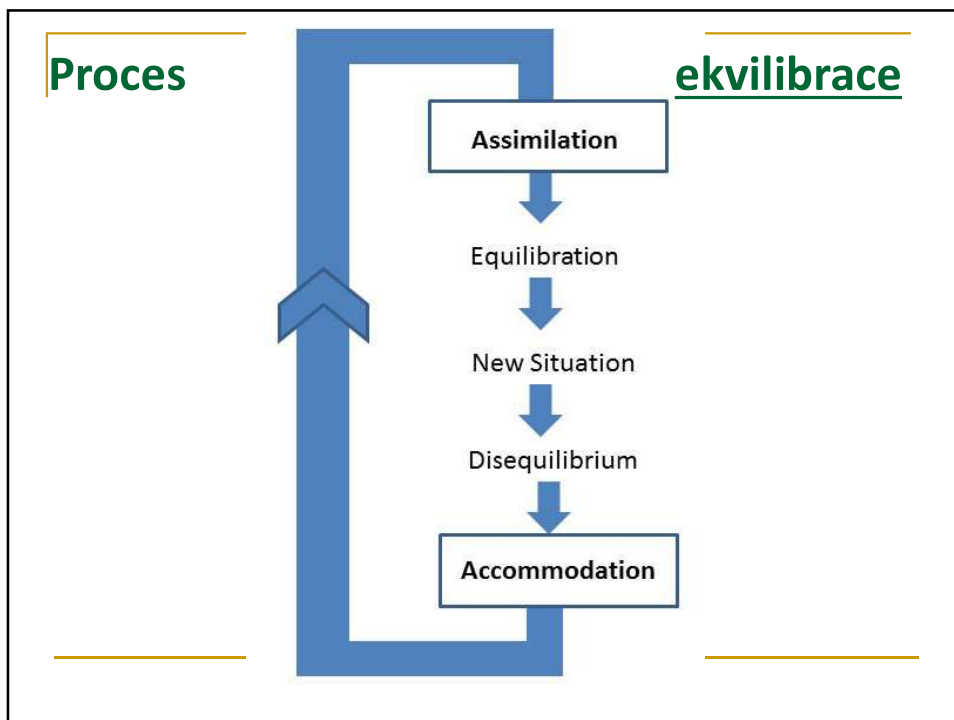 Proces ekvilibrace
Assimilation
Equilibration
New Situation
Disequilibrium
Accommodation